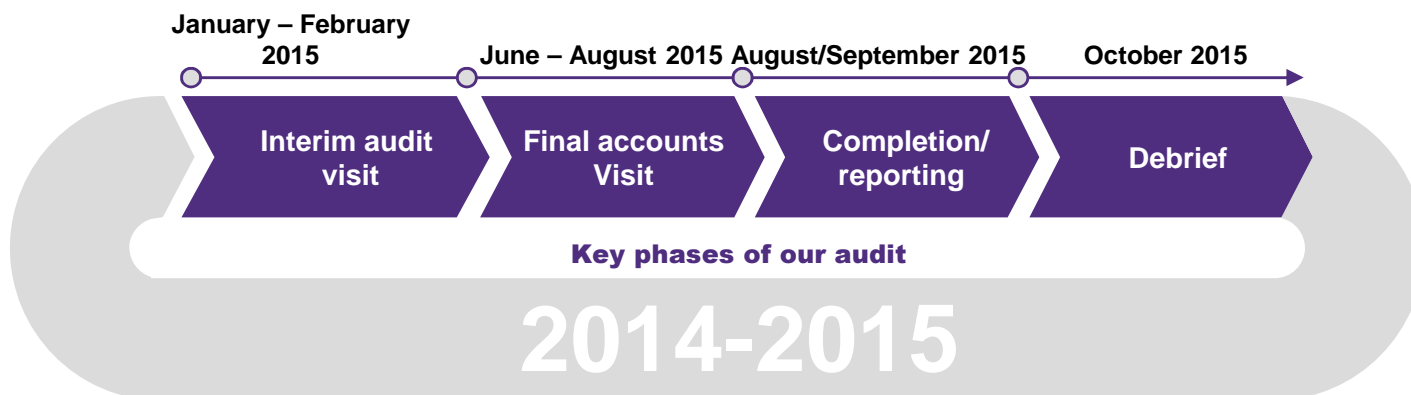 January – February
2015
June – August 2015
August/September 2015
October 2015
Interim audit
visit
Final accounts
Visit
Completion/
reporting
Debrief
Key phases of our audit
2014-2015